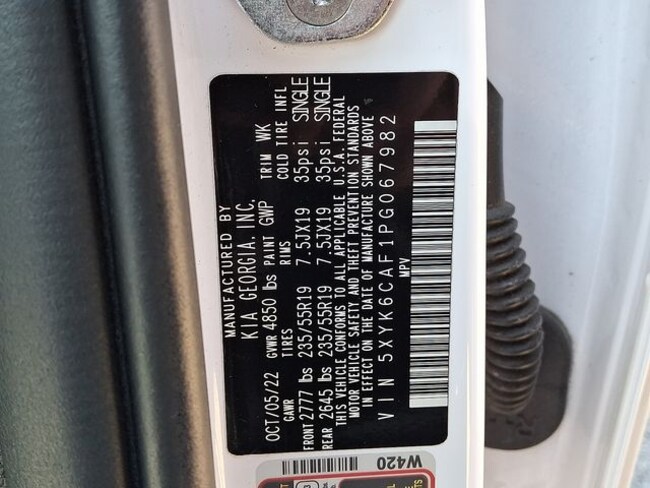 MANUFACTURED BY
KIA GEORGIA, INC.
OCT/05/22 GVWR 4850 lbs PAINT GWP TRIM WK
GAWR TIRES RIMS COLD TIRE INFL
FRONT 2777 lbs 235/55R19 7.5JX19 35psi SINGLE
REAR 2645 lbs 235/55R19 7.5JX19 35psi SINGLE
THIS VEHICLE CONFORMS TO ALL APPLICABLE U.S.A. FEDERAL
MOTOR VEHICLE SAFETY AND THEFT PREVENTION STANDARDS
IN EFFECT ON THE DATE OF MANUFACTURE SHOWN ABOVE
VIN 5XYK6CAF1PG067982
MPV
W420